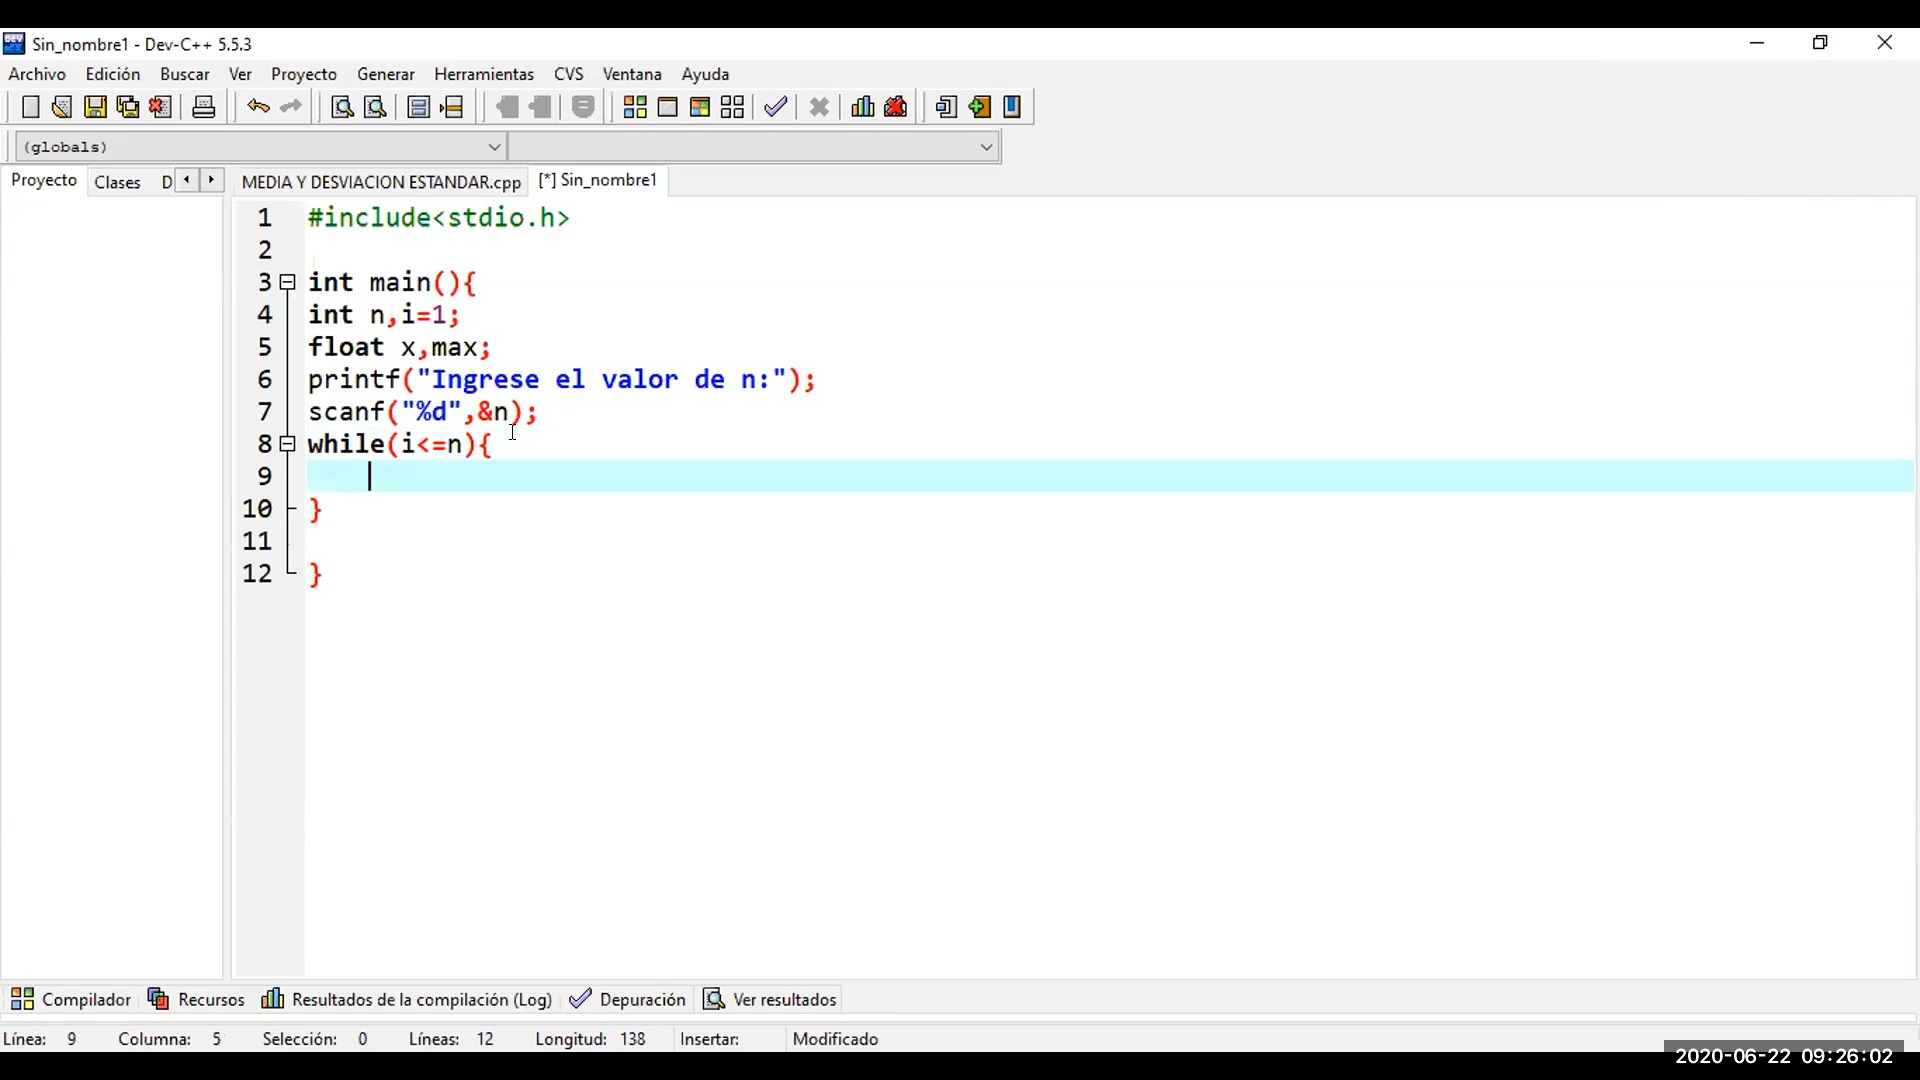 Sin_nombre1 - Dev-C++ 5.5.3
Archivo Edición Buscar Ver Proyecto Generar Herramientas CVS Ventana Ayuda
(globals)
Proyecto Clases D MEDIA Y DESVIACION ESTANDAR.cpp [*] Sin_nombre1
1 #include<stdio.h>
2
3 int main(){
4 int n,i=1;
5 float x,max;
6 printf("Ingrese el valor de n:");
7 scanf("%d",&n);
8 while(i<=n){
9
10 }
11
12 }
Compilador Recursos Resultados de la compilación (Log) Depuración Ver resultados
Línea: 9 Columna: 5 Selección: 0 Líneas: 12 Longitud: 138 Insertar: Modificado
2020-06-22 09:26:02